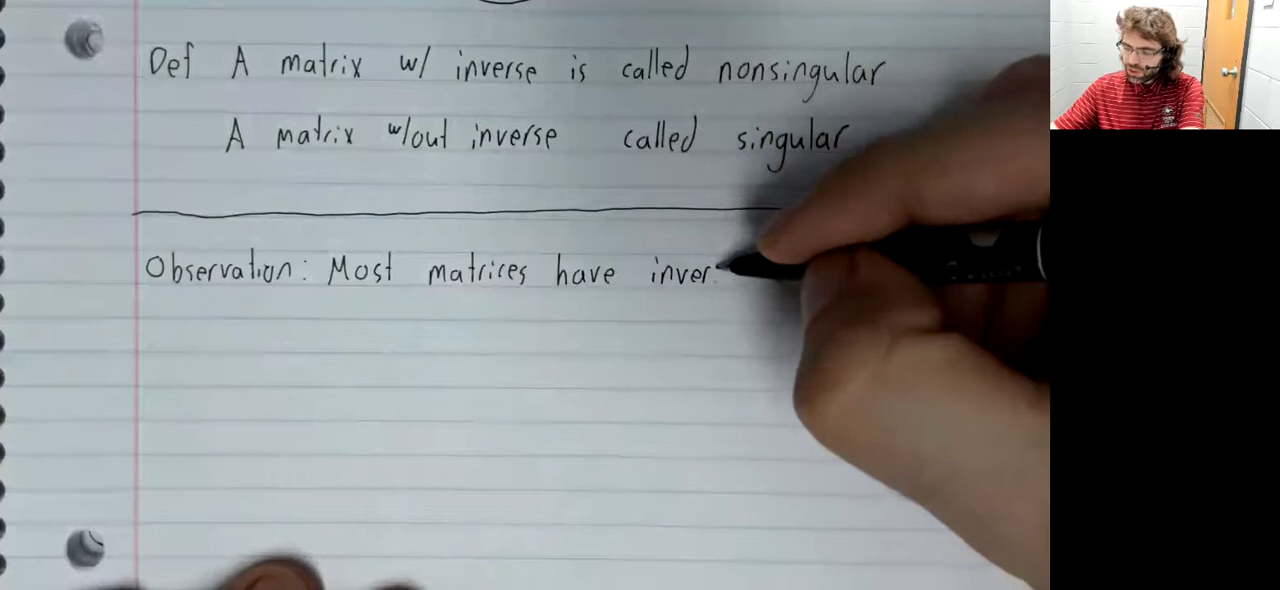 Def A matrix w/ inverse is called nonsingular
A matrix w/out inverse called singular
Observation: Most matrices have inver